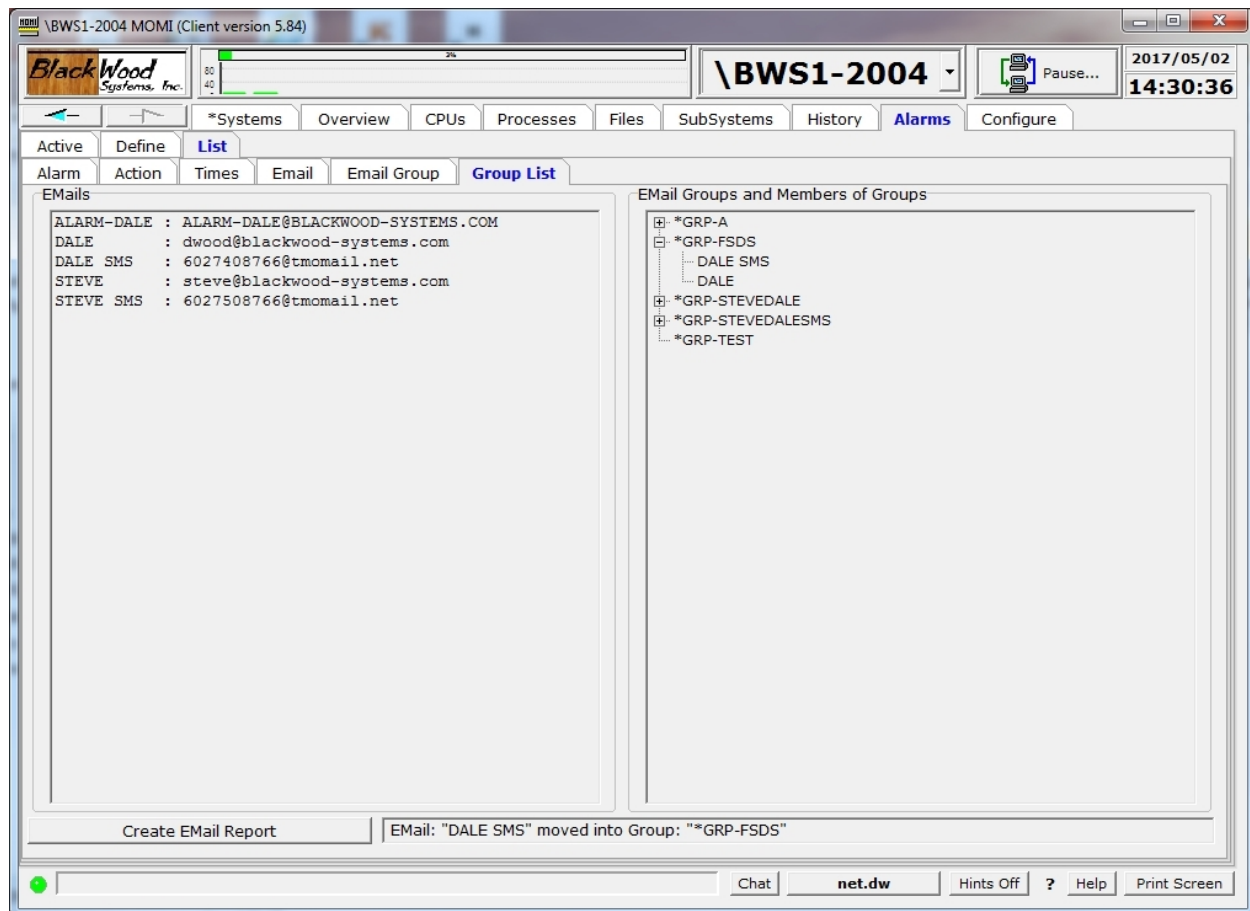 \BWS1-2004 MOMI (Client version 5.84)
BlackWood Systems, Inc.
3%
80
40
\BWS1-2004
Pause...
2017/05/02
14:30:36
*Systems Overview CPUs Processes Files SubSystems History Alarms Configure
Active Define List
Alarm Action Times Email Email Group Group List
EMails
ALARM-DALE : ALARM-DALE@BLACKWOOD-SYSTEMS.COM
DALE : dwood@blackwood-systems.com
DALE SMS : 6027408766@tmomail.net
STEVE : steve@blackwood-systems.com
STEVE SMS : 6027508766@tmomail.net
EMail Groups and Members of Groups
*GRP-A
*GRP-FSDS
DALE SMS
DALE
*GRP-STEVEDALE
*GRP-STEVEDALESMS
*GRP-TEST
Create EMail Report
EMail: "DALE SMS" moved into Group: "*GRP-FSDS"
Chat net.dw Hints Off ? Help Print Screen